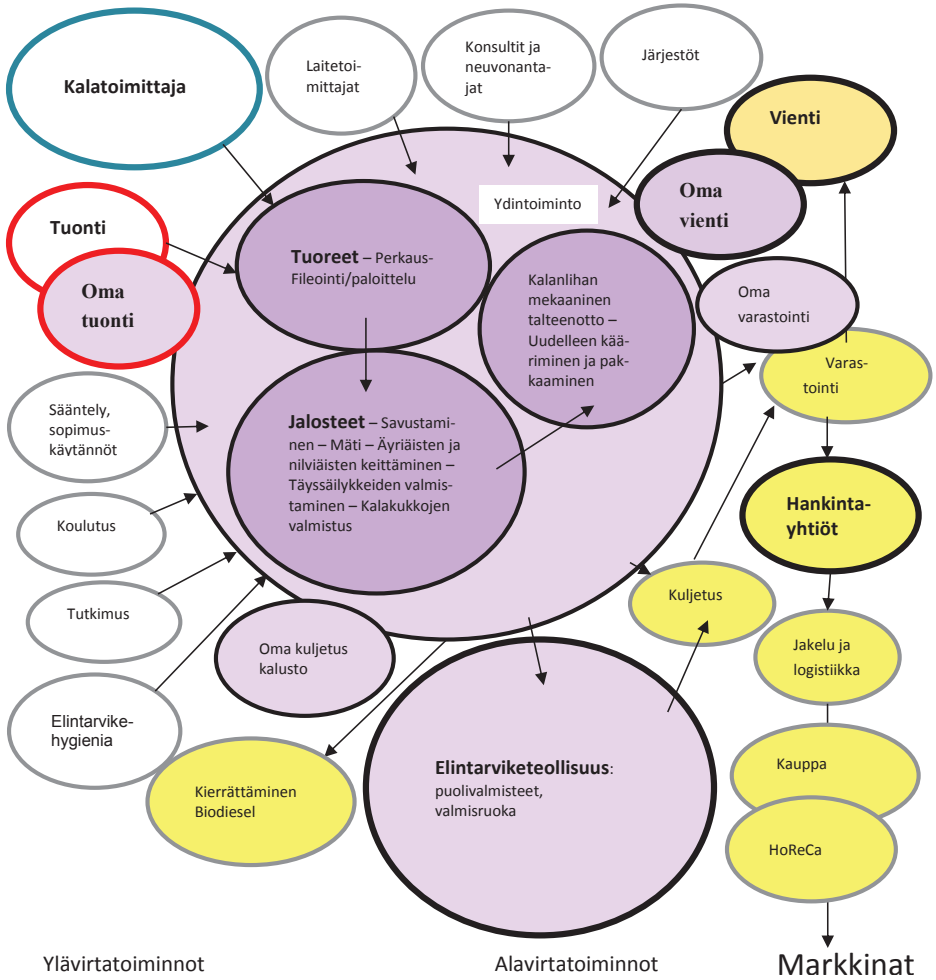 Kalatoimittaja
Laitetoi-
mittajat
Konsultit ja
neuvonanta-
jat
Järjestöt
Vienti
Oma
vienti
Ydintoiminto
Tuonti
Oma
tuonti
Tuoreet – Perkaus-
Fileointi/paloittelu
Kalanlihan
mekaaninen
talteenotto –
Uudelleen kää-
riminen ja pak-
kaaminen
Oma
varastointi
Varas-
tointi
Sääntely,
sopimus-
käytännöt
Jalosteet – Savustami-
nen – Mäti – Äyriäisten ja
nilviäisten keittäminen –
Täyssäilykkeiden valmis-
taminen – Kalakukkojen
valmistus
Hankinta-
yhtiöt
Koulutus
Tutkimus
Kuljetus
Oma kuljetus
kalusto
Jakelu ja
logistiikka
Elintarvike-
hygienia
Elintarviketeollisuus:
puolivalmisteet,
valmisruoka
Kierrättäminen
Biodiesel
Kauppa
HoReCa
Ylävirtatoiminnot
Alavirtatoiminnot
Markkinat